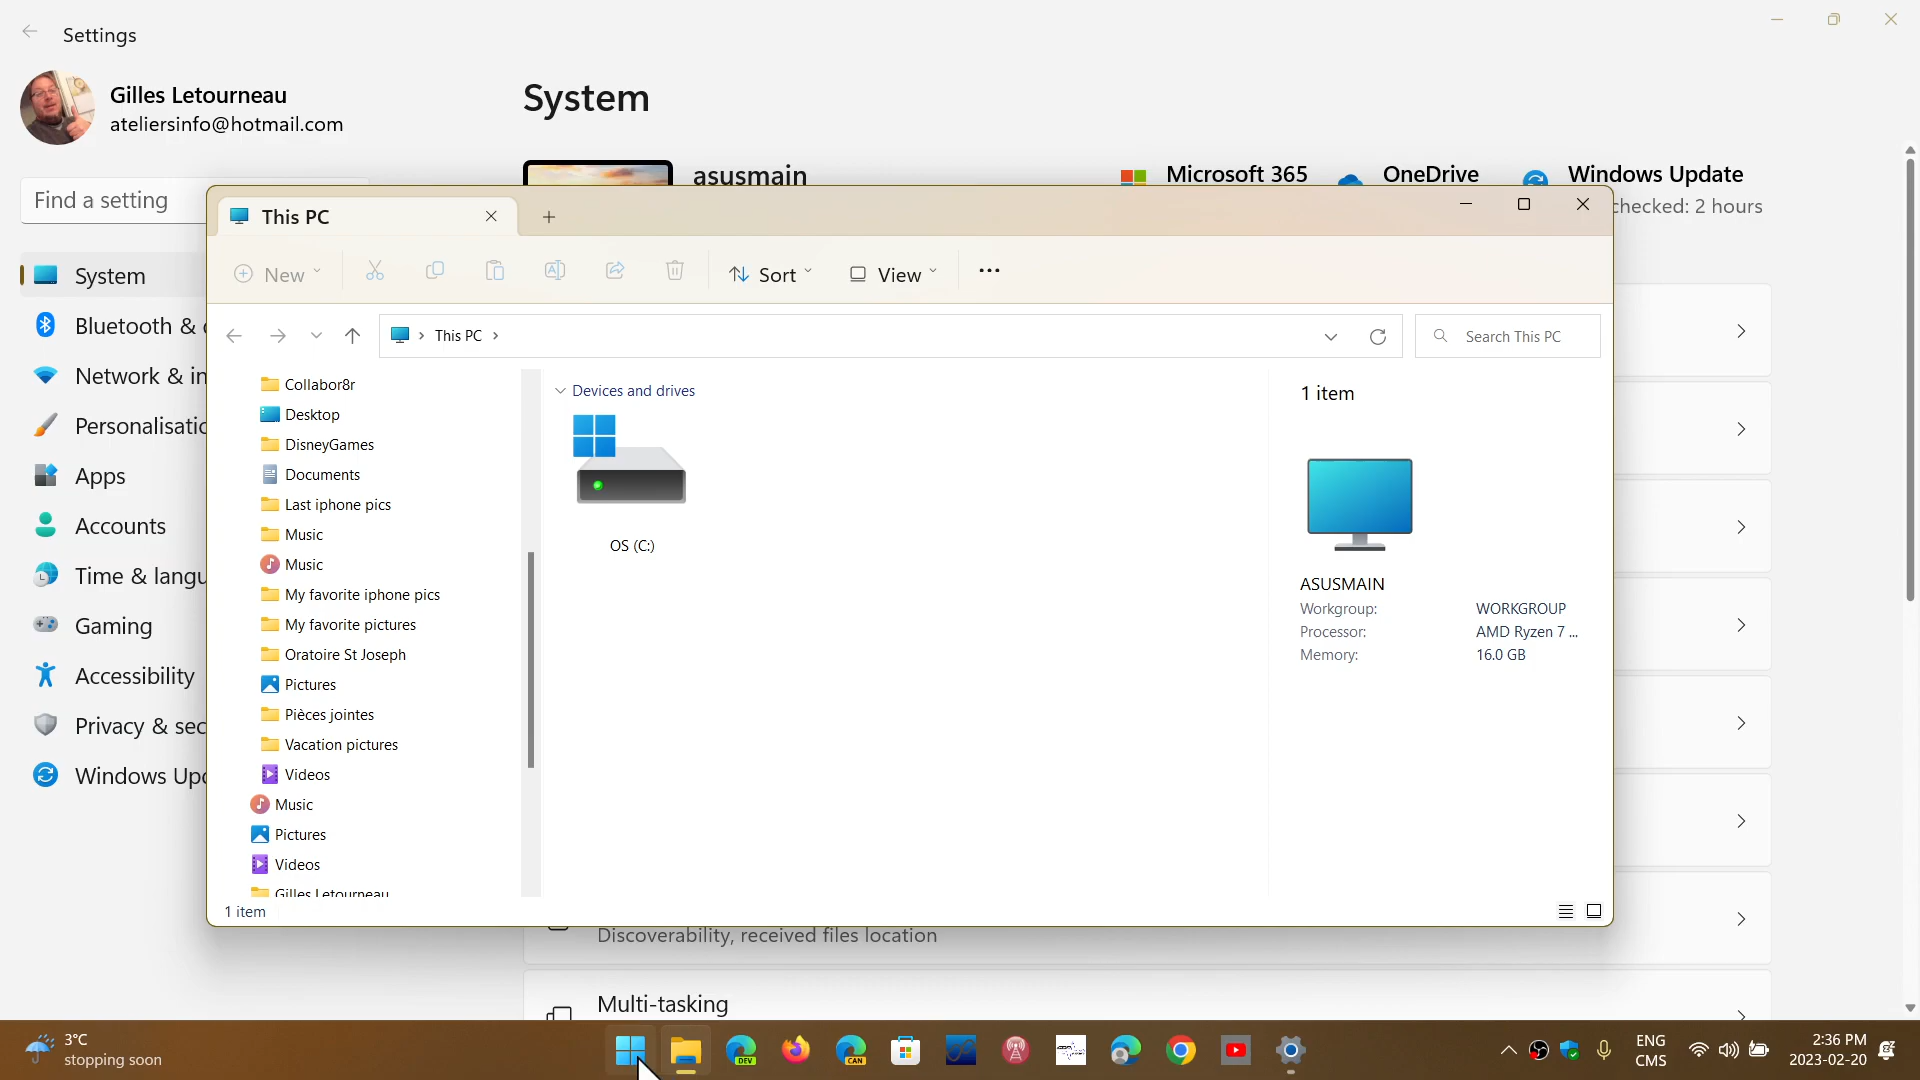 Settings
Gilles Letourneau
ateliersinfo@hotmail.com
Find a setting
System
Bluetooth &
Network & in
Personalisatio
Apps
Accounts
Time & langu
Gaming
Accessibility
Privacy & sec
Windows Upd
System
asusmain
Microsoft 365
OneDrive
Windows Update
checked: 2 hours
This PC
New
Sort
View
This PC
Search This PC
Collabor8r
Desktop
DisneyGames
Documents
Last iphone pics
Music
Music
My favorite iphone pics
My favorite pictures
Oratoire St Joseph
Pictures
Pièces jointes
Vacation pictures
Videos
Music
Pictures
Videos
Gilles Letourneau
1 item
Devices and drives
OS (C:)
1 item
ASUSMAIN
Workgroup: WORKGROUP
Processor: AMD Ryzen 7 ...
Memory: 16.0 GB
Discoverability, received files location
Multi-tasking
3°C
stopping soon
DEV
CAN
ENG
CMS
2:36 PM
2023-02-20